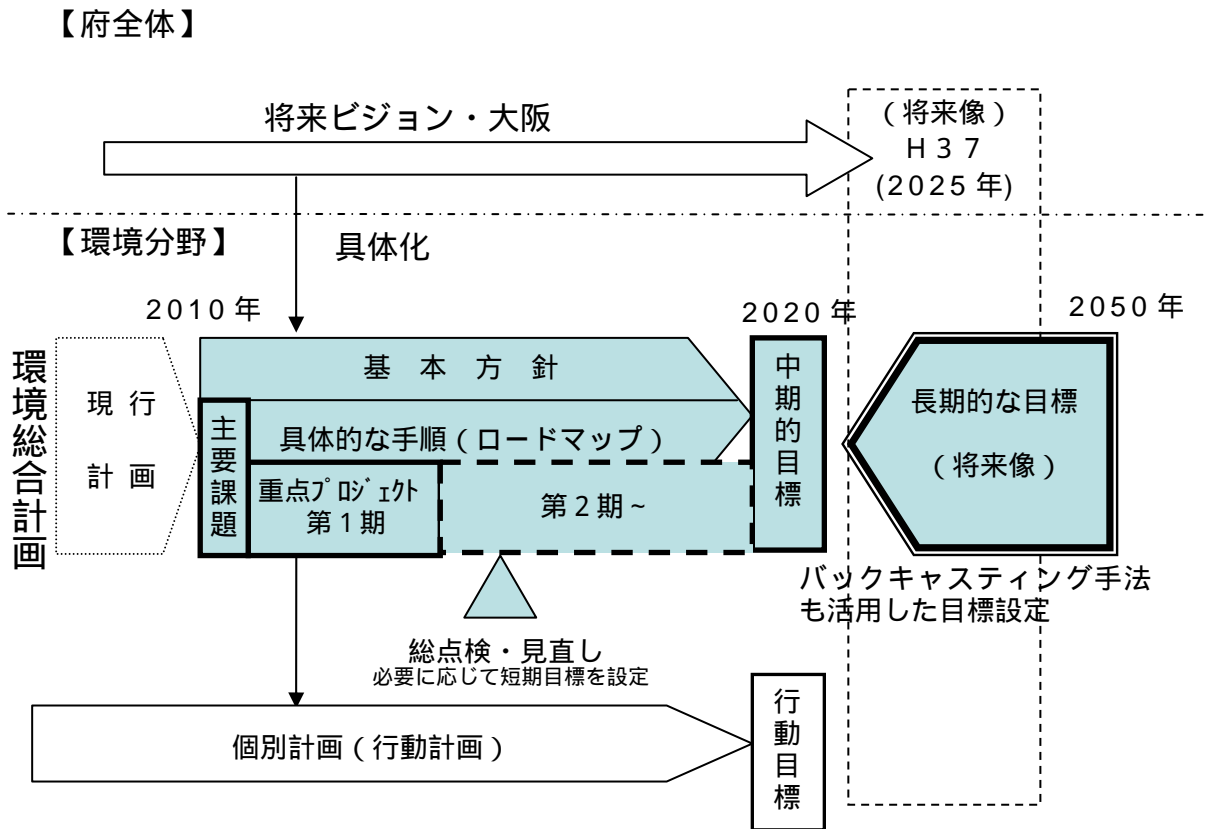 【府全体】
将来ビジョン・大阪
(将来像)
H37
(2025年)
【環境分野】
具体化
2010年
2020年
2050年
環境総合計画
現行
計画
基本方針
主要課題
具体的な手順(ロードマップ)
重点プロジェクト
第1期
第2期~
中期的目標
長期的な目標
(将来像)
バックキャスティング手法
も活用した目標設定
総点検・見直し
必要に応じて短期目標を設定
個別計画(行動計画)
行動目標